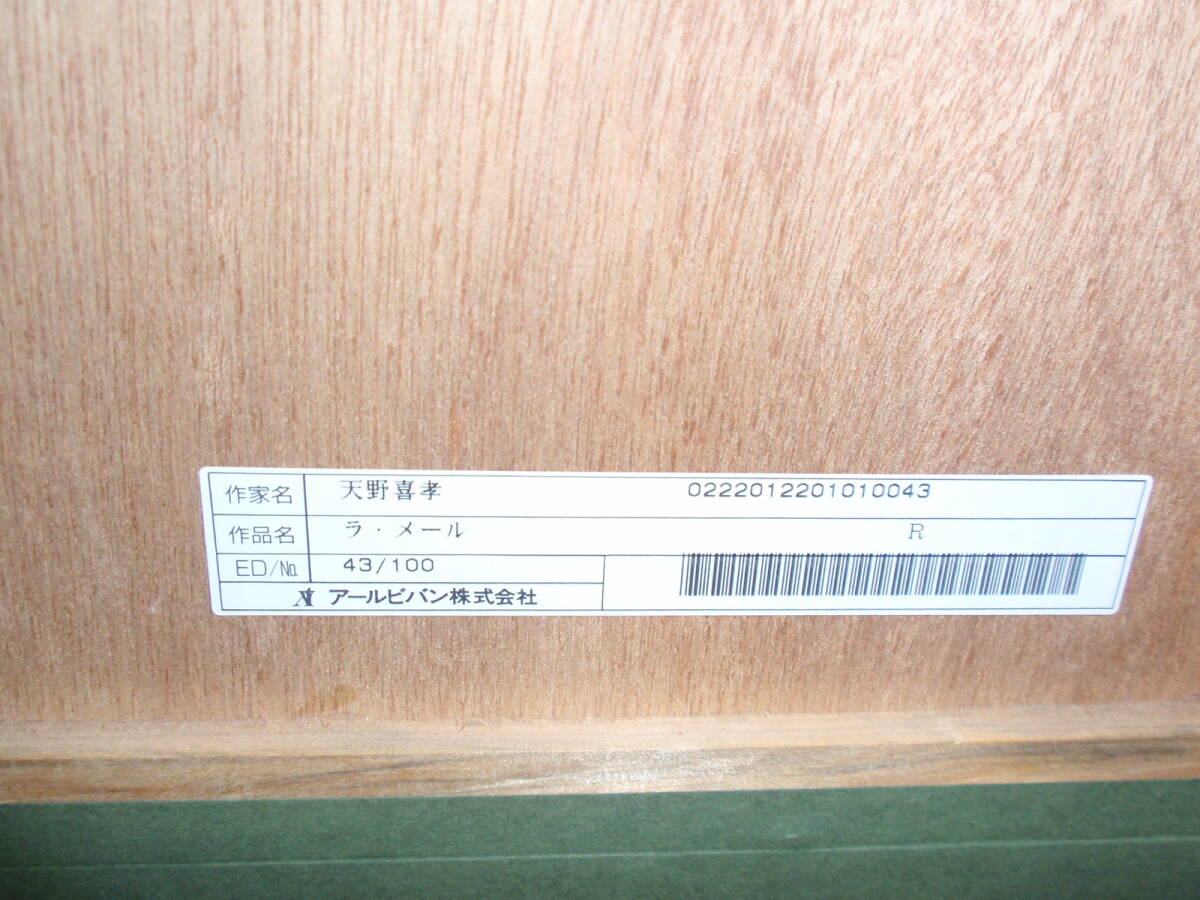 作家名 天野喜孝 0222012201010043
作品名 ラ・メール R
ED/№ 43/100
アールビバン株式会社